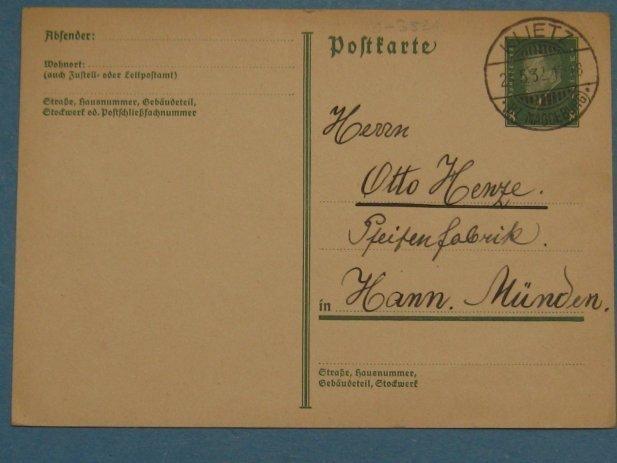 Absender:
Wohnort:
(auch Zustell- oder Leitpostamt)
Straße, Hausnummer, Gebäudeteil,
Stockwerk od. Postschließfachnummer
Postkarte
KLIETZ
Herrn
Otto Henze.
Pfeifenfabrik.
in Hann. Münden.
Straße, Hausnummer,
Gebäudeteil, Stockwerk